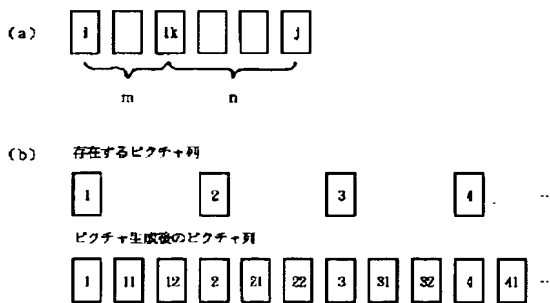 (a)
i ik j
m n
(b) 存在するピクチャ列
1 2 3 4 . ..
ピクチャ生成後のピクチャ列
1 11 12 2 21 22 3 31 32 4 41 ..